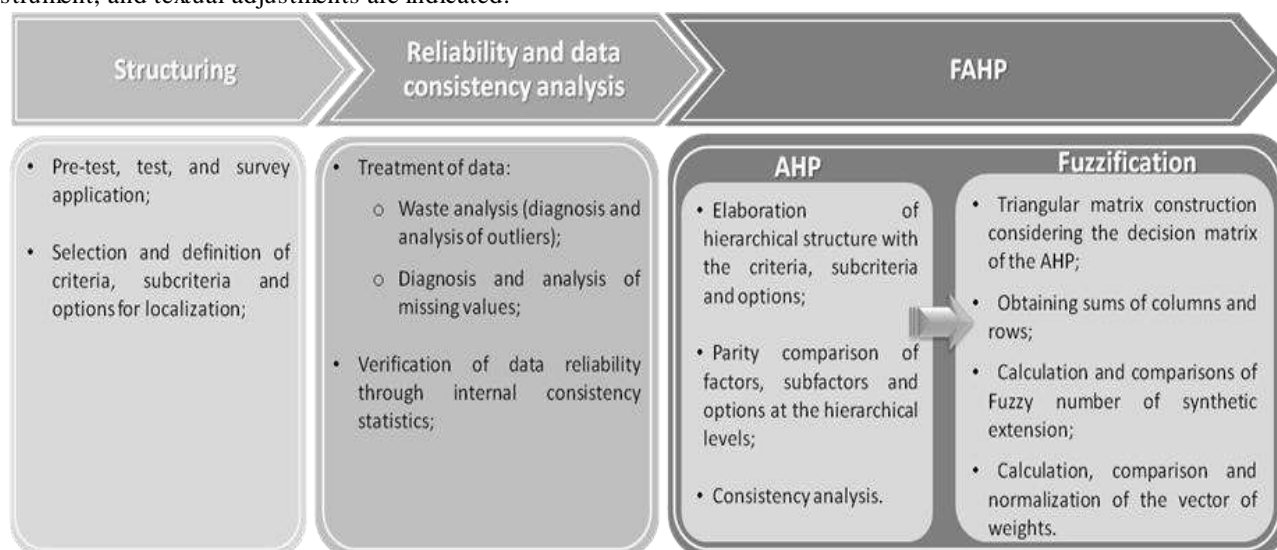 strument, and textual adjustments are indicated.
Structuring
Reliability and data
consistency analysis
FAHP
• Pre-test, test, and survey
application;
• Selection and definition of
criteria, subcriteria and
options for localization;
• Treatment of data:
o Waste analysis (diagnosis and
analysis of outliers);
o Diagnosis and analysis of
missing values;
• Verification of data reliability
through internal consistency
statistics;
AHP
• Elaboration of
hierarchical structure with
the criteria, subcriteria
and options;
• Parity comparison of
factors, subfactors and
options at the hierarchical
levels;
• Consistency analysis.
Fuzzification
• Triangular matrix construction
considering the decision matrix
of the AHP;
• Obtaining sums of columns and
rows;
• Calculation and comparisons of
Fuzzy number of synthetic
extension;
• Calculation, comparison and
normalization of the vector of
weights.